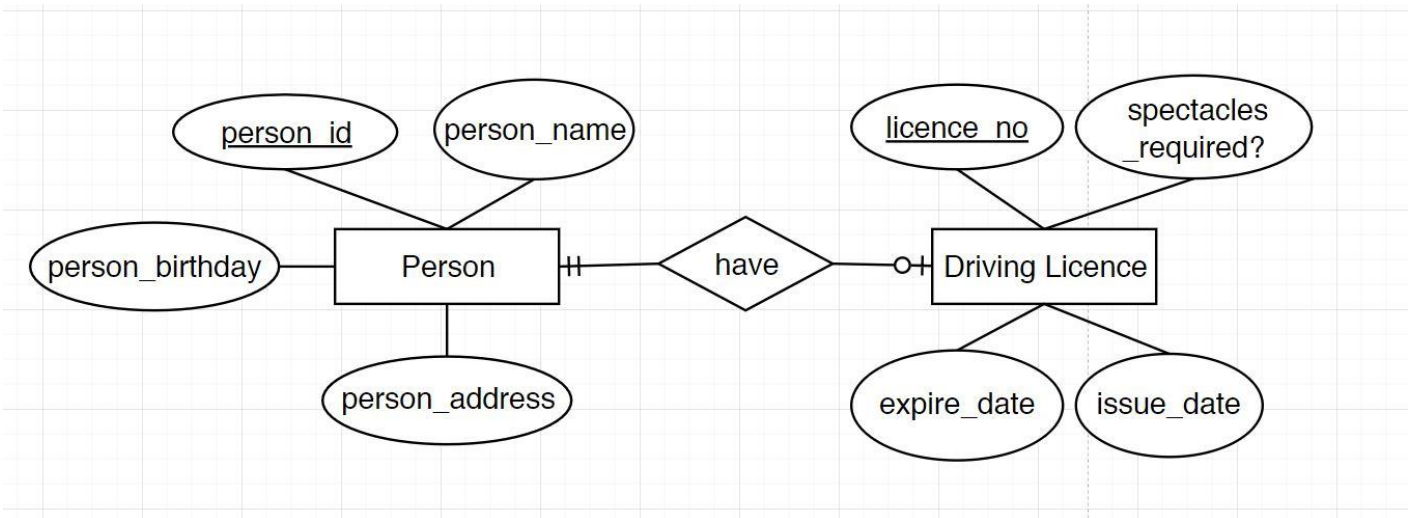 person_id
person_name
licence_no
spectacles
_required?
person_birthday
Person
have
Driving Licence
person_address
expire_date
issue_date